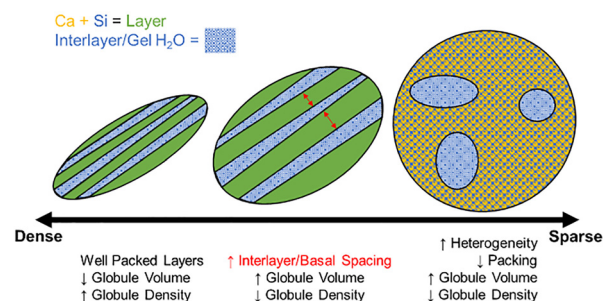 Ca + Si = Layer
Interlayer/Gel H₂O =
Dense
Sparse
Well Packed Layers
↓ Globule Volume
↑ Globule Density
↑ Interlayer/Basal Spacing
↑ Globule Volume
↓ Globule Density
↑ Heterogeneity
↓ Packing
↑ Globule Volume
↓ Globule Density